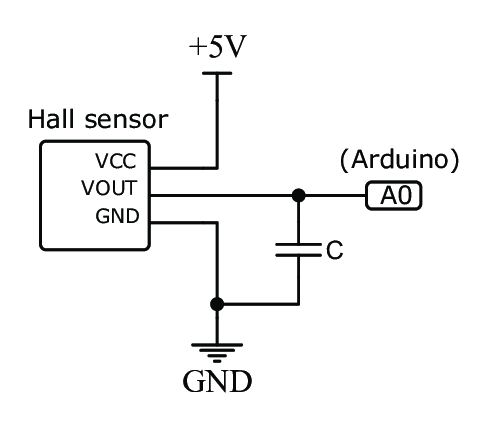 +5V
Hall sensor
VCC
VOUT
GND
(Arduino)
A0
C
GND